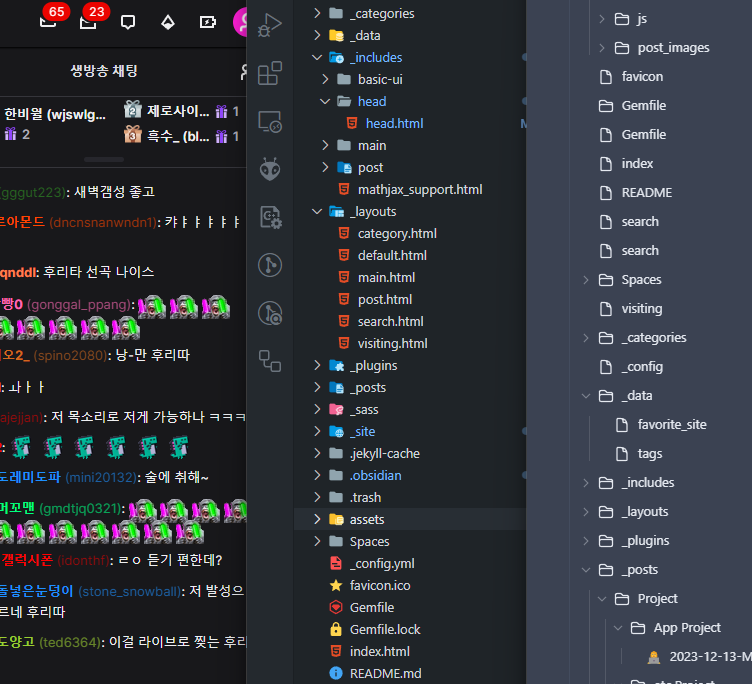 65
23
생방송 채팅
한비월 (wjswlg...
2
2 제로사이... 1
3 흑수_ (bl... 1
(gggut223): 새벽갬성 좋고
르아몬드 (dncnsnanwndn1): 캬ㅑㅑㅑㅑㅑ
qnddl: 후리타 선곡 나이스
빵0 (gonggal_ppang):
오2_ (spino2080): 낭-만 후리따
: ㅘㅏㅏ
ajejjan): 저 목소리로 저게 가능하나 ㅋㅋㅋ
도레미도파 (mini20132): 술에 취해~
머꼬맨 (gmdtjq0321):
갤럭시폰 (idonthf): ㄹㅇ 듣기 편한데?
돌넣은눈덩이 (stone_snowball): 저 발성으
르네 후리따
도양고 (ted6364): 이걸 라이브로 찢는 후리
_categories
_data
_includes
basic-ui
head
head.html
M
main
post
mathjax_support.html
_layouts
category.html
default.html
main.html
post.html
search.html
visiting.html
_plugins
_posts
_sass
_site
.jekyll-cache
.obsidian
.trash
assets
Spaces
_config.yml
favicon.ico
Gemfile
Gemfile.lock
index.html
README.md
js
post_images
favicon
Gemfile
Gemfile
index
README
search
search
Spaces
visiting
_categories
_config
_data
favorite_site
tags
_includes
_layouts
_plugins
_posts
Project
App Project
2023-12-13-M